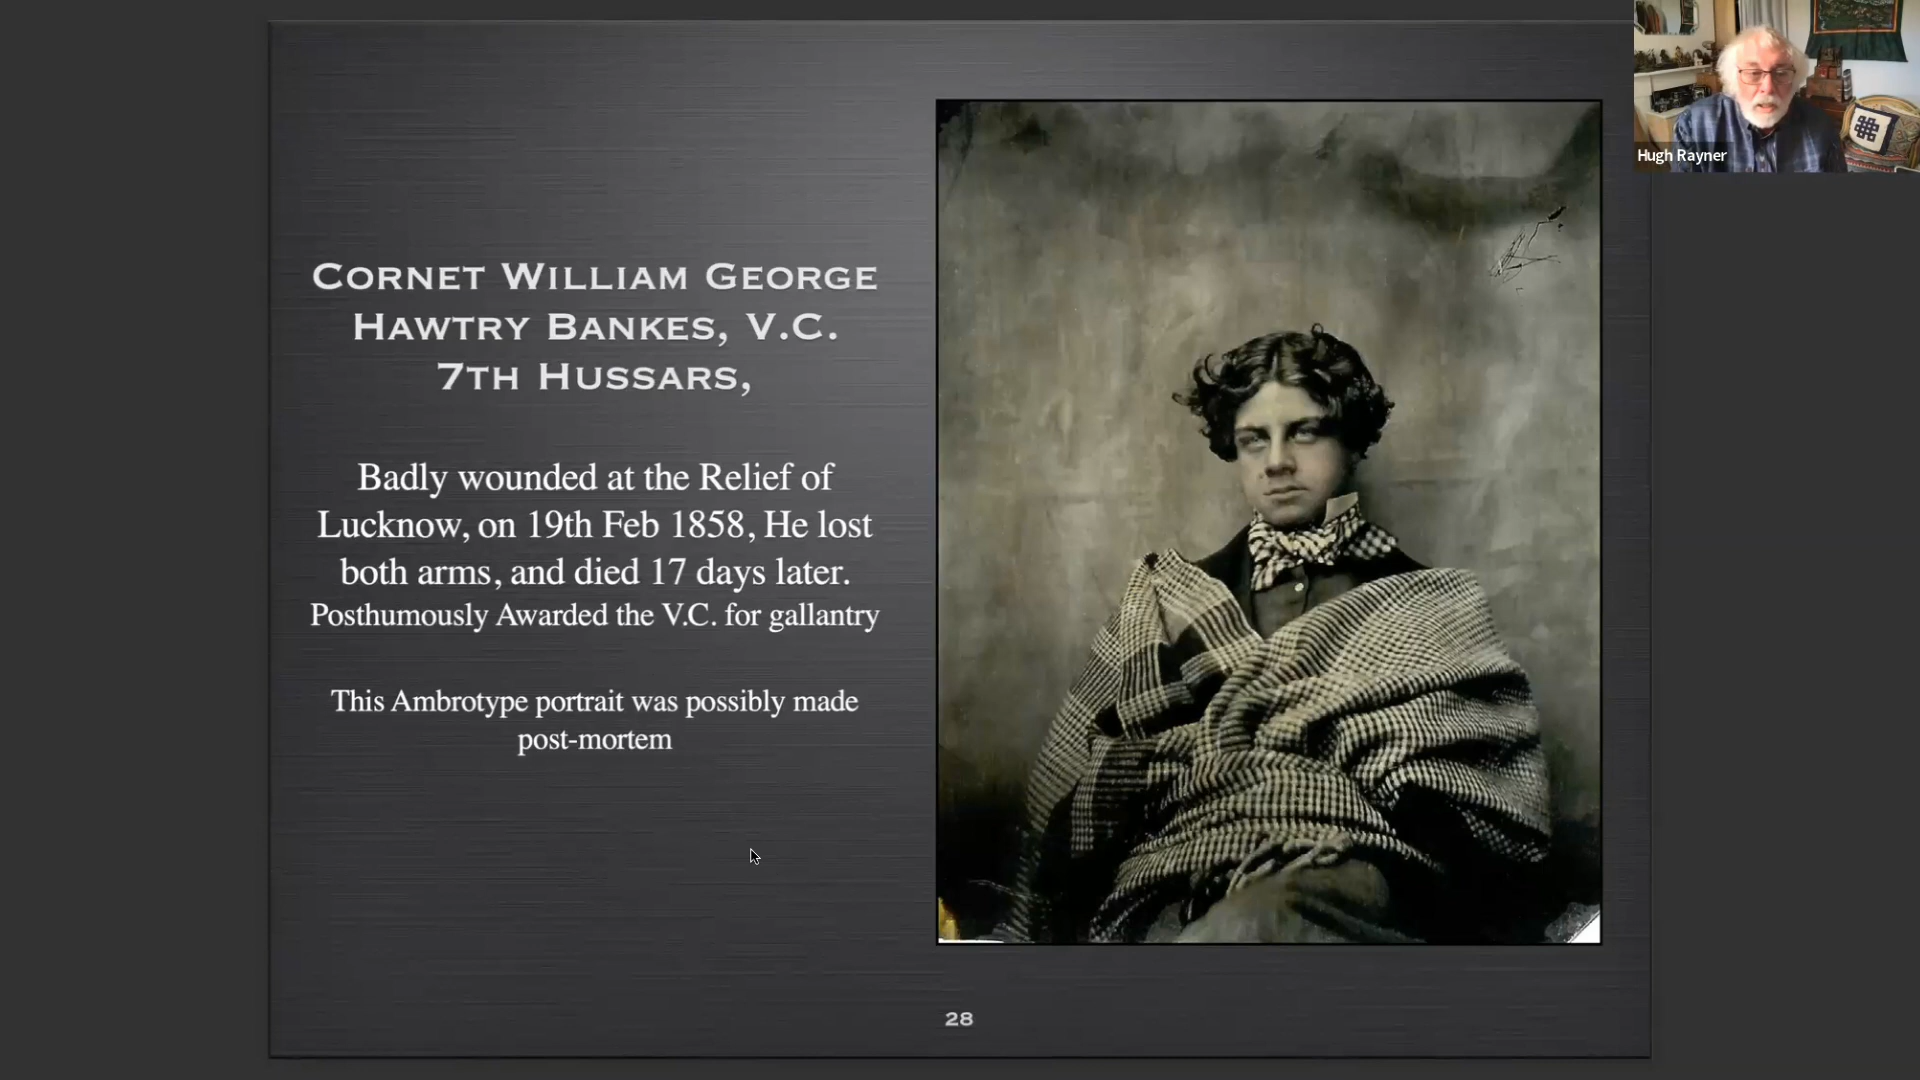 Cornet William George
Hawtry Bankes, V.C.
7th Hussars,
Badly wounded at the Relief of
Lucknow, on 19th Feb 1858, He lost
both arms, and died 17 days later.
Posthumously Awarded the V.C. for gallantry
This Ambrotype portrait was possibly made
post-mortem
28
Hugh Rayner